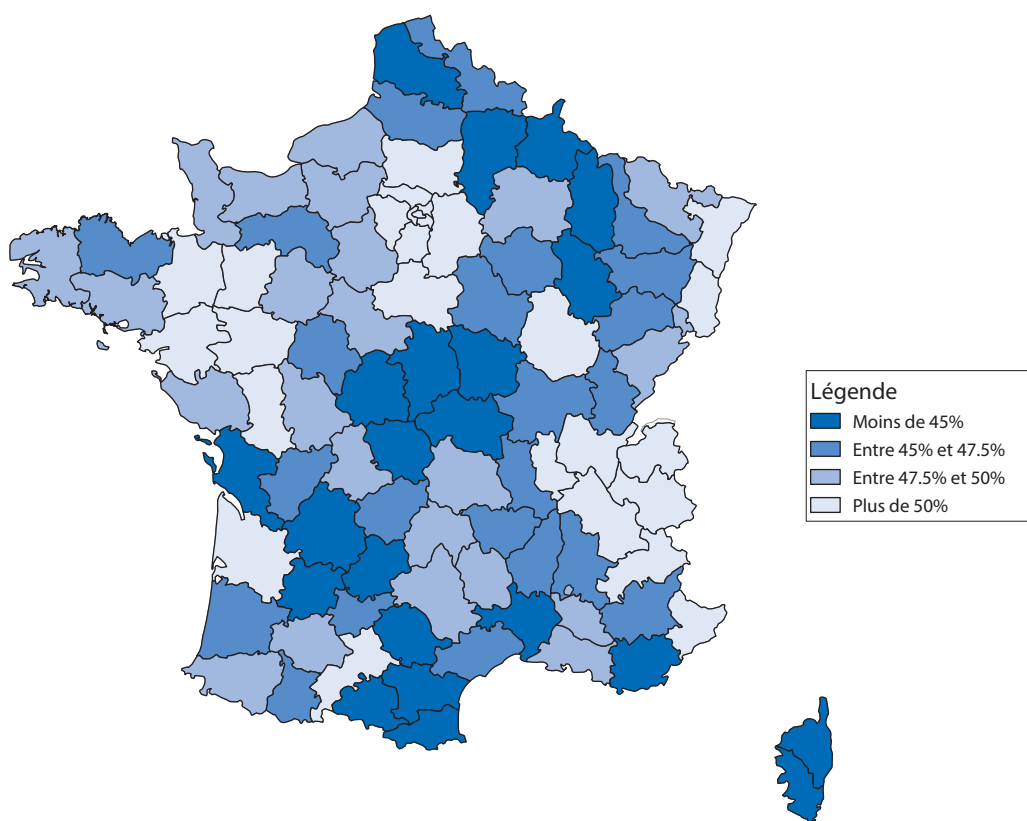 Légende
Moins de 45%
Entre 45% et 47.5%
Entre 47.5% et 50%
Plus de 50%